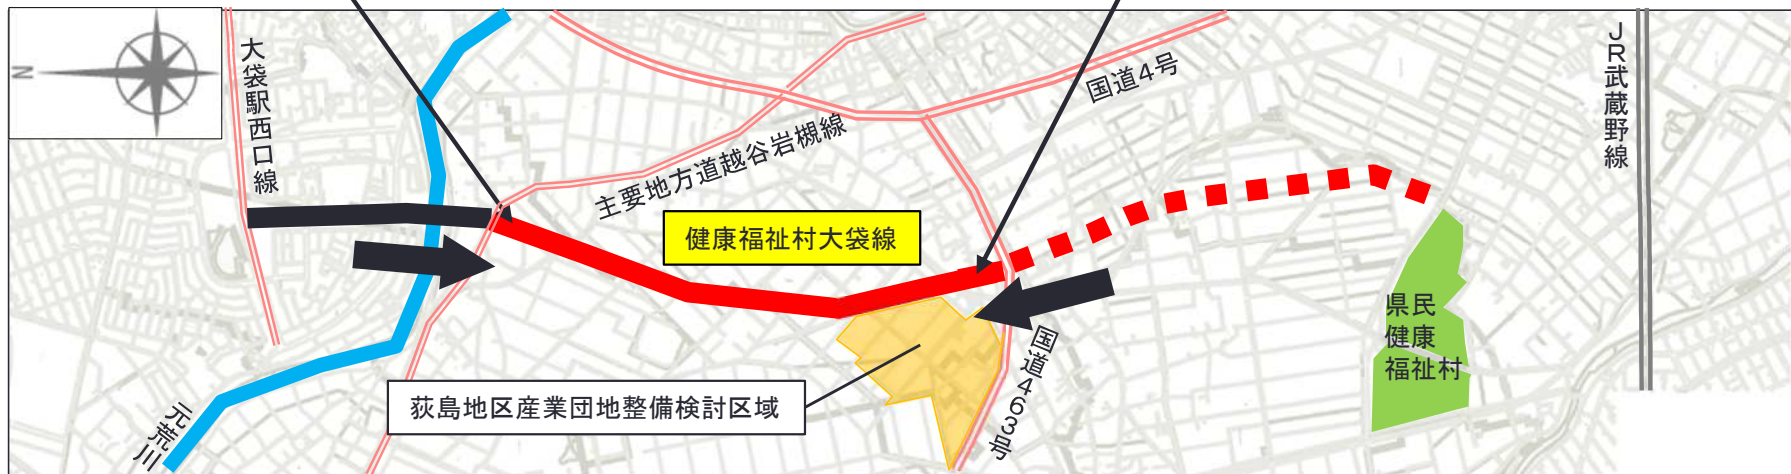 N
大袋駅西口線
主要地方道越谷岩槻線
国道4号
JR武蔵野線
健康福祉村大袋線
県民
健康
福祉村
国道463号
荻島地区産業団地整備検討区域
元荒川